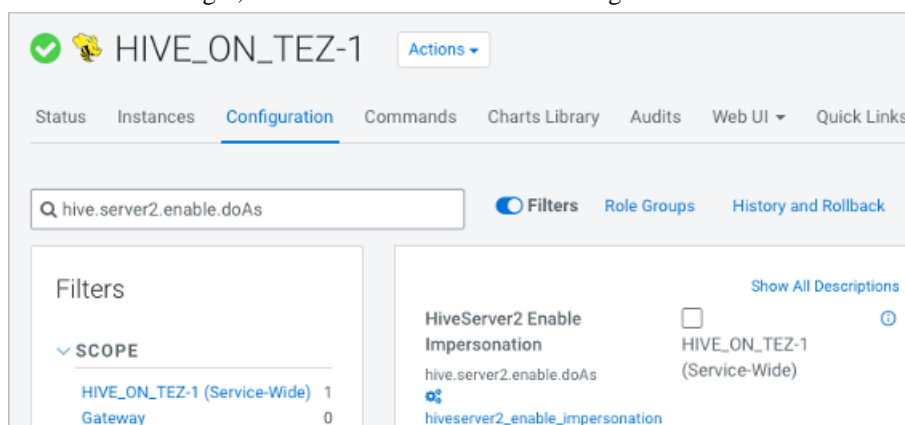 HIVE_ON_TEZ-1 Actions
Status Instances Configuration Commands Charts Library Audits Web UI Quick Links
hive.server2.enable.doAs Filters Role Groups History and Rollback
Filters
Show All Descriptions
HiveServer2 Enable
Impersonation
hive.server2.enable.doAs
hiveserver2_enable_impersonation
HIVE_ON_TEZ-1
(Service-Wide)
SCOPE
HIVE_ON_TEZ-1 (Service-Wide) 1
Gateway 0